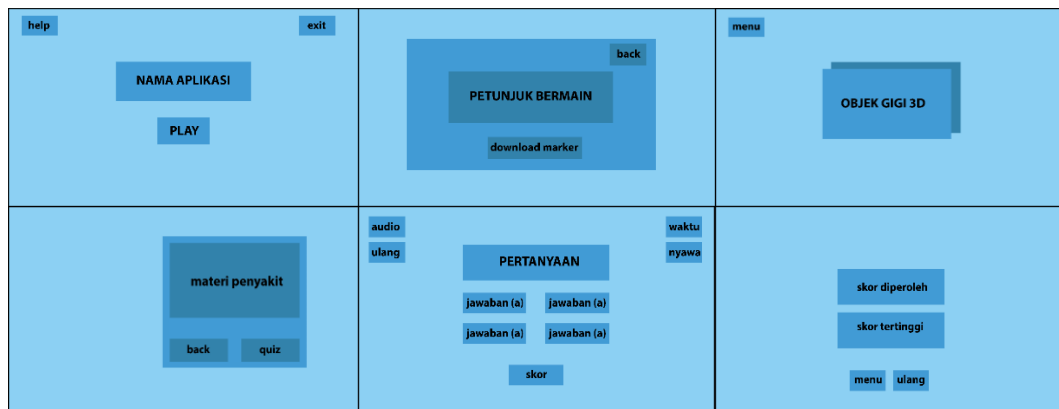 help
exit
NAMA APLIKASI
PLAY
back
PETUNJUK BERMAIN
download marker
menu
OBJEK GIGI 3D
materi penyakit
back
quiz
audio
waktu
ulang
nyawa
PERTANYAAN
jawaban (a)
jawaban (a)
jawaban (a)
jawaban (a)
skor
skor diperoleh
skor tertinggi
menu
ulang